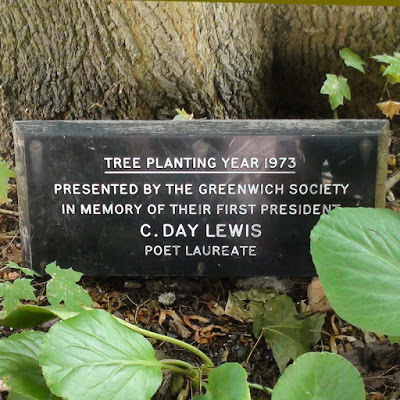 TREE PLANTING YEAR 1973
PRESENTED BY THE GREENWICH SOCIETY
IN MEMORY OF THEIR FIRST PRESIDENT
C. DAY LEWIS
POET LAUREATE